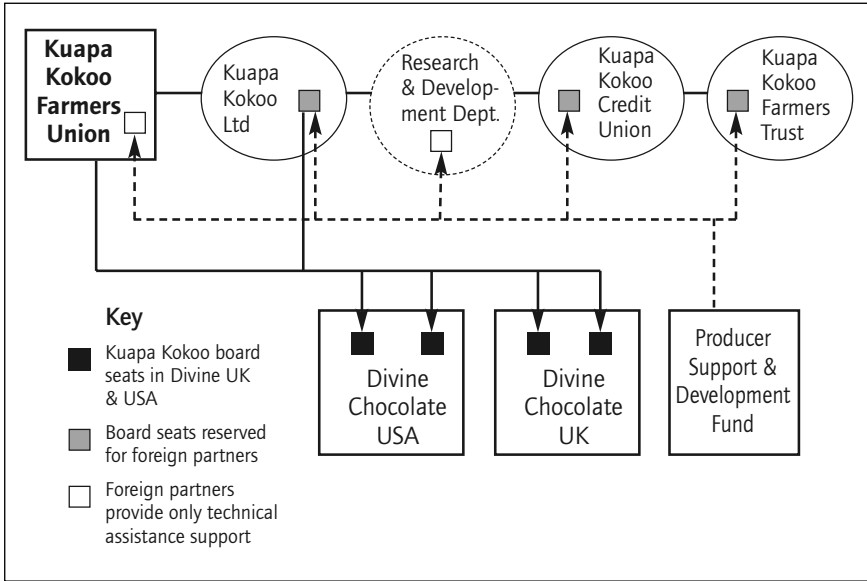 Kuapa
Kokoo
Farmers
Union
Kuapa
Kokoo
Ltd
Research
& Develop-
ment Dept.
Kuapa
Kokoo
Credit
Union
Kuapa
Kokoo
Farmers
Trust
Key
Kuapa Kokoo board
seats in Divine UK
& USA
Board seats reserved
for foreign partners
Foreign partners
provide only technical
assistance support
Divine
Chocolate
USA
Divine
Chocolate
UK
Producer
Support &
Development
Fund